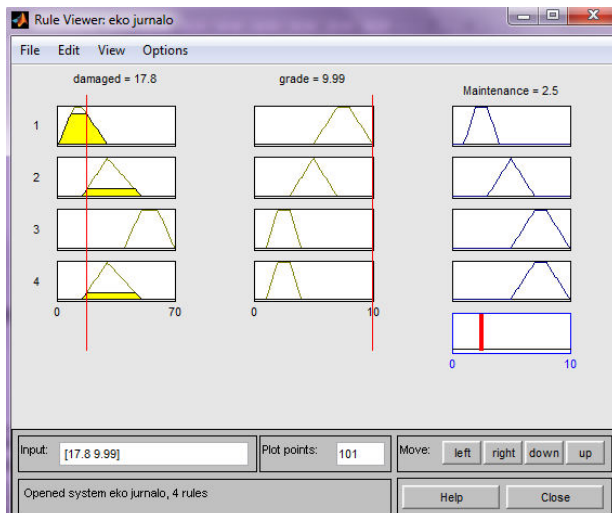 Rule Viewer: eko jurnalo
File Edit View Options
damaged = 17.8
grade = 9.99
Maintenance = 2.5
1
2
3
4
0 70
0 10
0 10
Input: [17.8 9.99]
Plot points: 101
Move: left right down up
Opened system eko jurnalo, 4 rules
Help Close